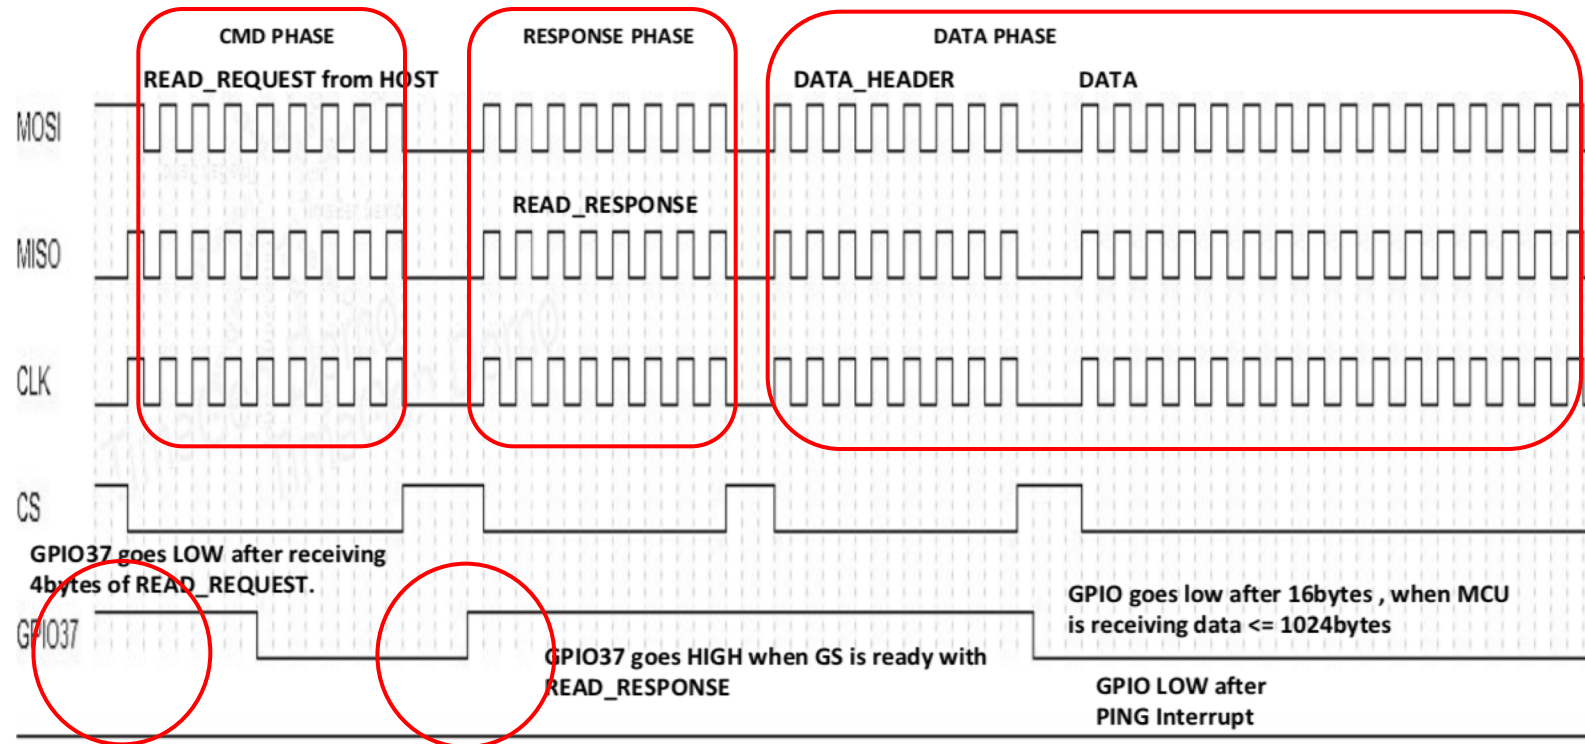 CMD PHASE
RESPONSE PHASE
DATA PHASE
READ_REQUEST from HOST
DATA_HEADER
DATA
MOSI
READ_RESPONSE
MISO
CLK
CS
GPIO37 goes LOW after receiving
4bytes of READ_REQUEST.
GPIO37
GPIO goes low after 16bytes , when MCU
is receiving data <= 1024bytes
GPIO37 goes HIGH when GS is ready with
READ_RESPONSE
GPIO LOW after
PING Interrupt